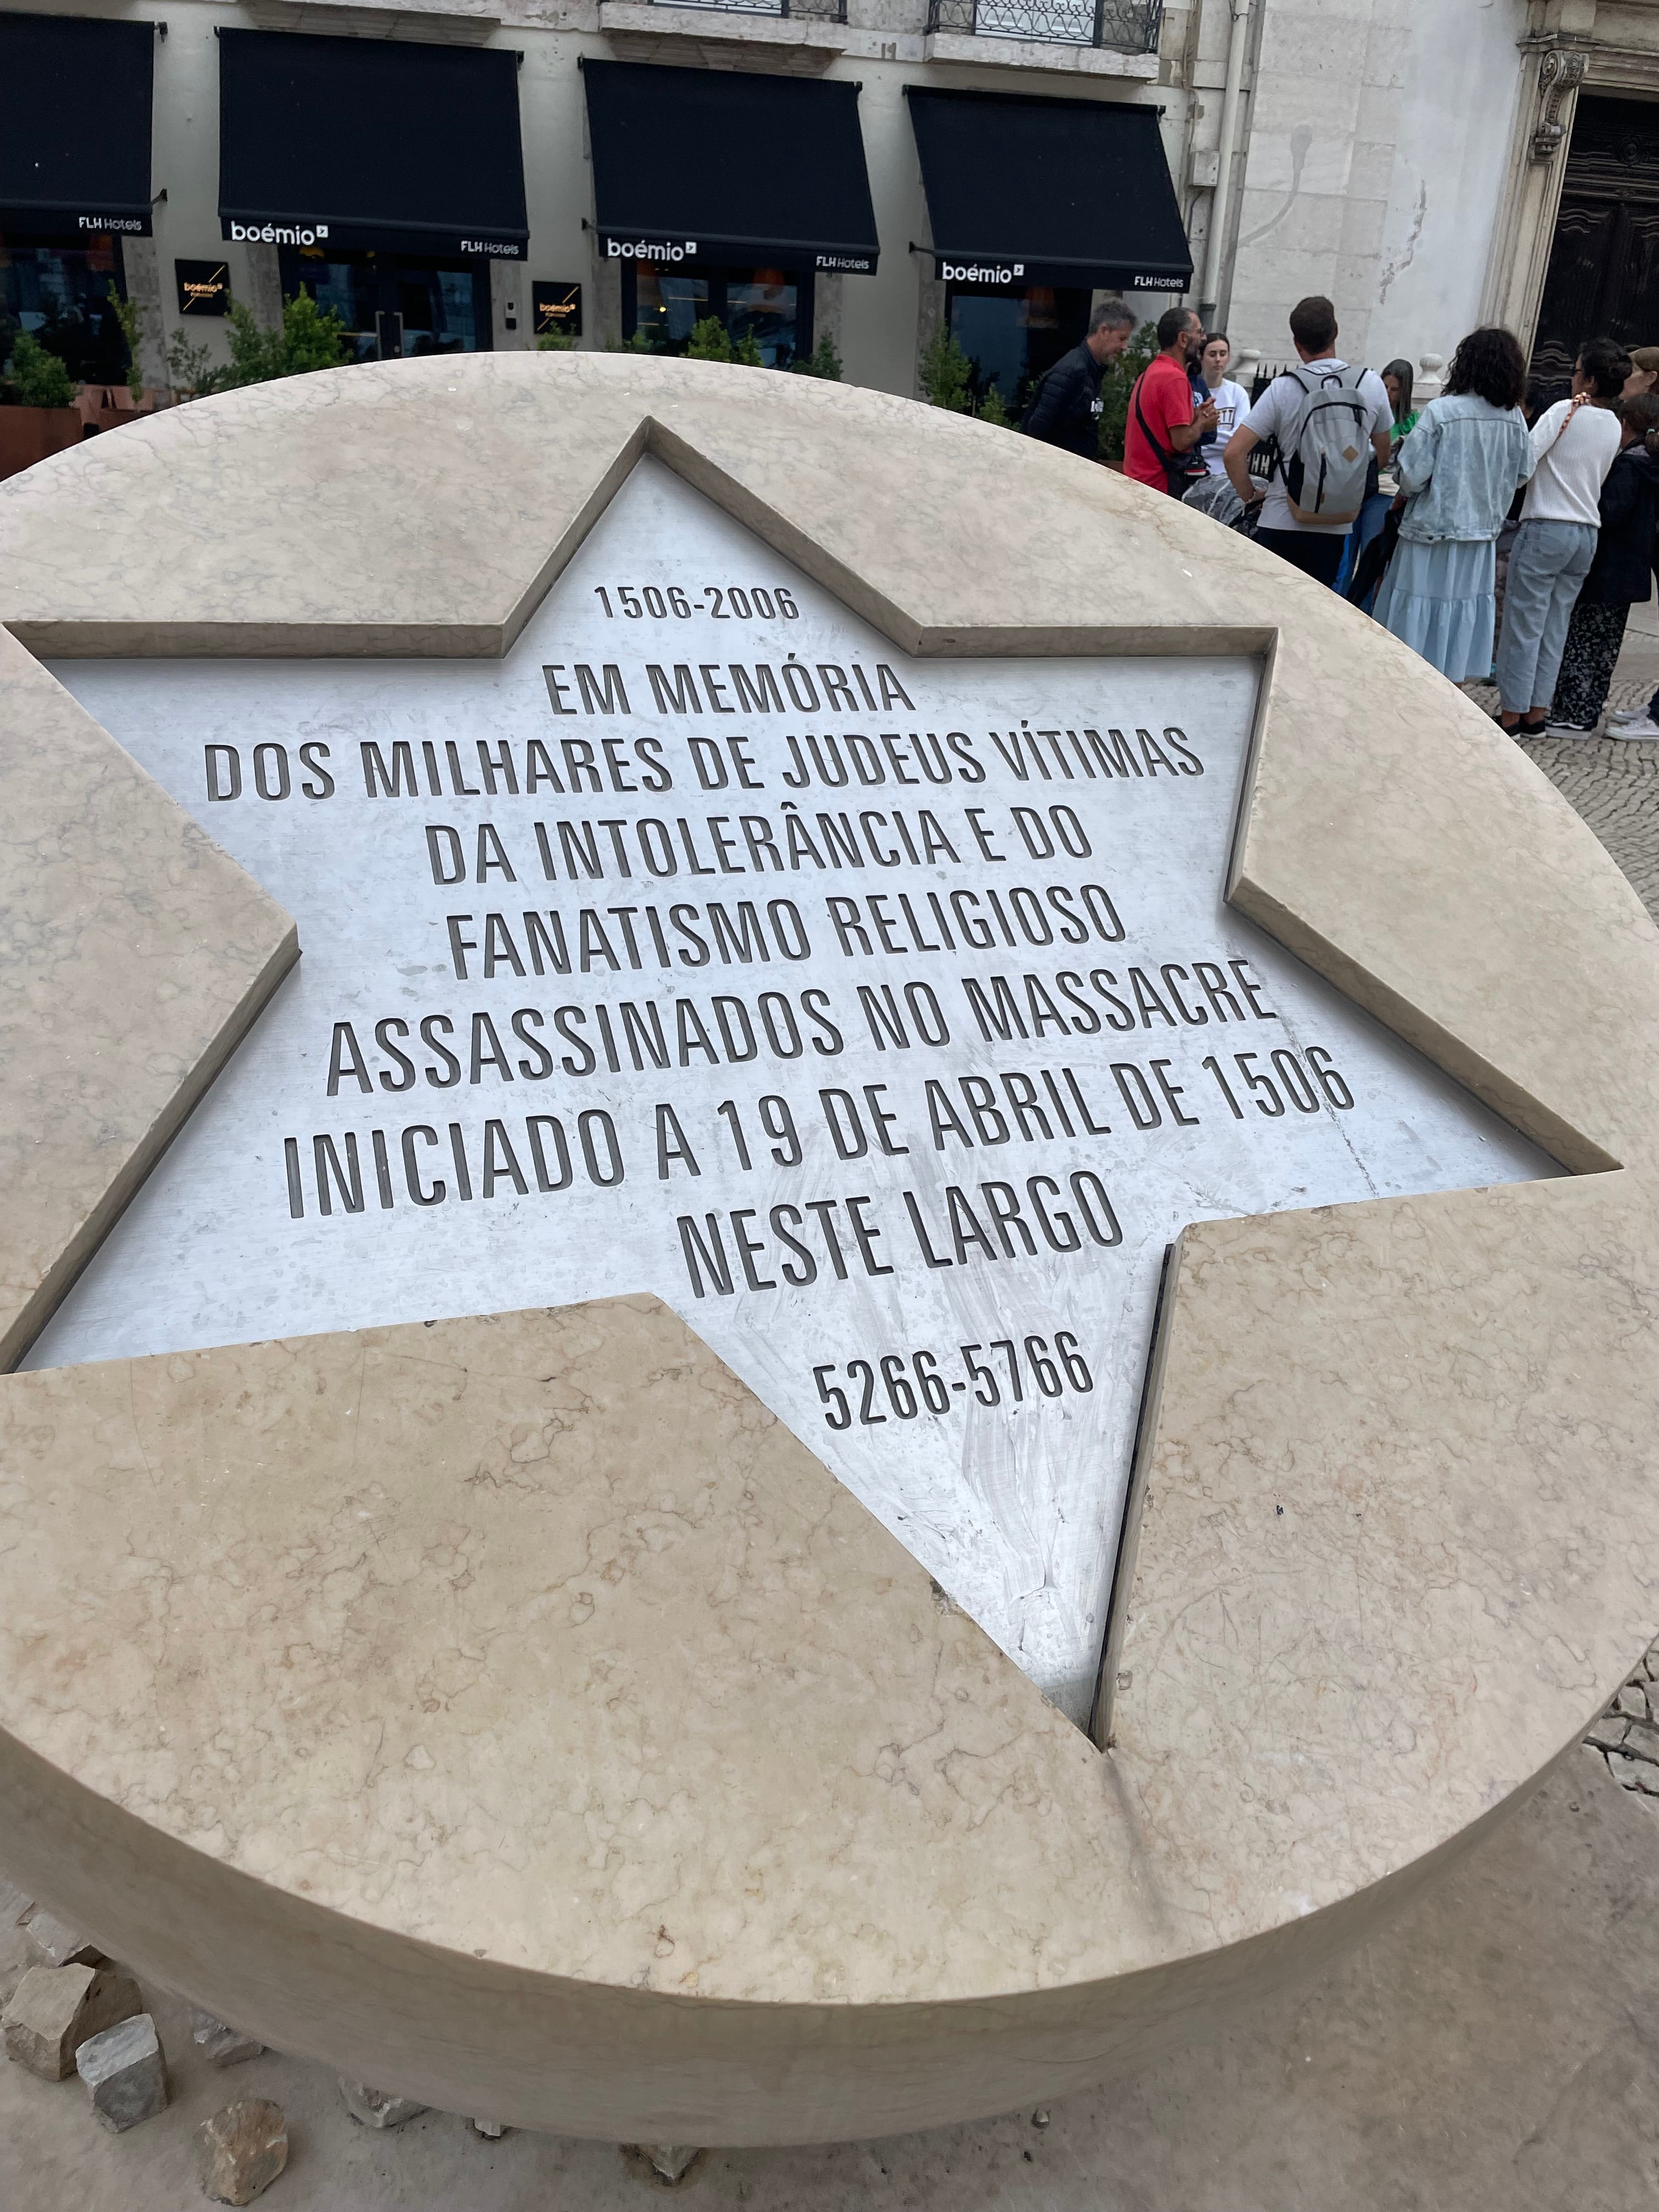 FLH Hotels
boémio
FLH Hotels
boémio
FLH Hotels
boémio
FLH Hotels
boémio
boémio
1506-2006
EM MEMÓRIA
DOS MILHARES DE JUDEUS VÍTIMAS
DA INTOLERÂNCIA E DO
FANATISMO RELIGIOSO
ASSASSINADOS NO MASSACRE
INICIADO A 19 DE ABRIL DE 1506
NESTE LARGO
5266-5766